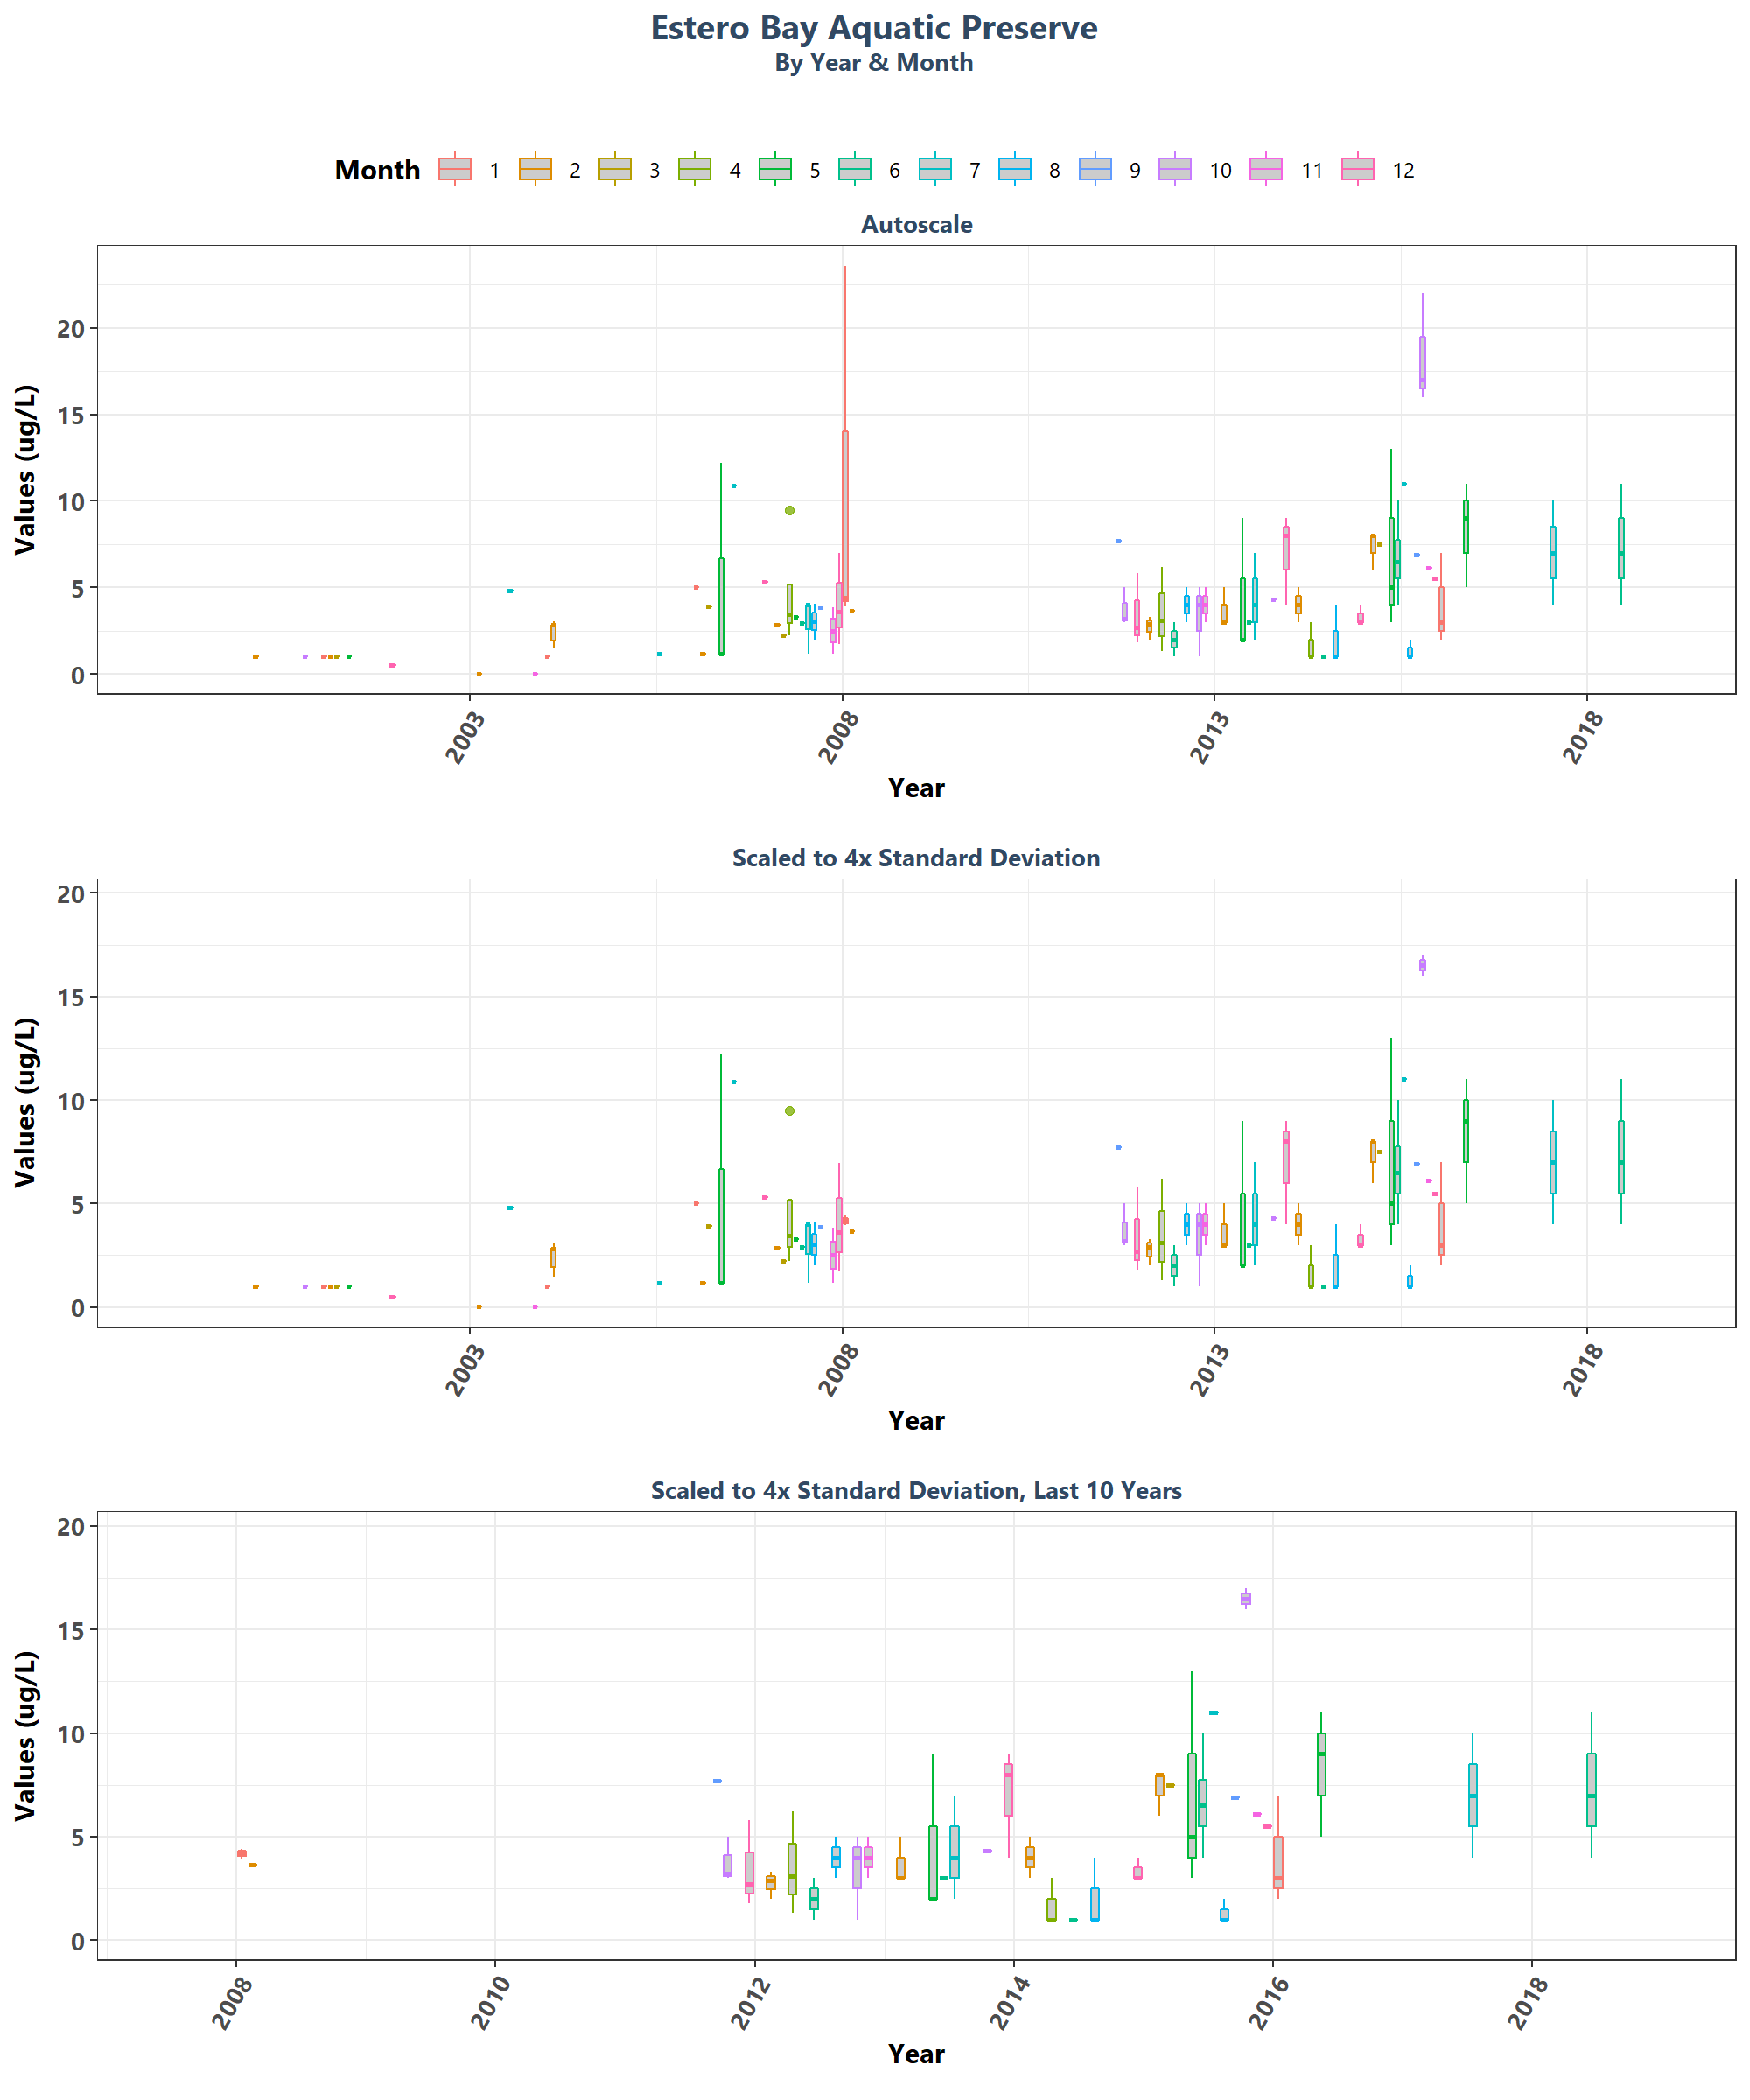 Estero Bay Aquatic Preserve
By Year & Month
Month 1 2 3 4 5 6 7 8 9 10 11 12
Autoscale
Values (ug/L)
20
15
10
5
0
2003 2008 2013 2018
Year
Scaled to 4x Standard Deviation
Values (ug/L)
20
15
10
5
0
2003 2008 2013 2018
Year
Scaled to 4x Standard Deviation, Last 10 Years
Values (ug/L)
20
15
10
5
0
2008 2010 2012 2014 2016 2018
Year